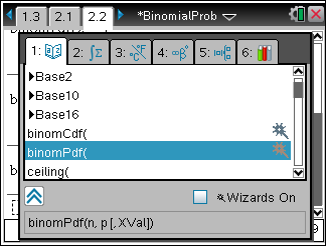 1.3 2.1 2.2 *BinomialProb
1: 2: ∫Σ 3: °C °F 4: ∞β° 5: 6:
▶Base2
▶Base10
▶Base16
binomCdf(
binomPdf(
ceiling(
Wizards On
binomPdf(n, p[,XVal])